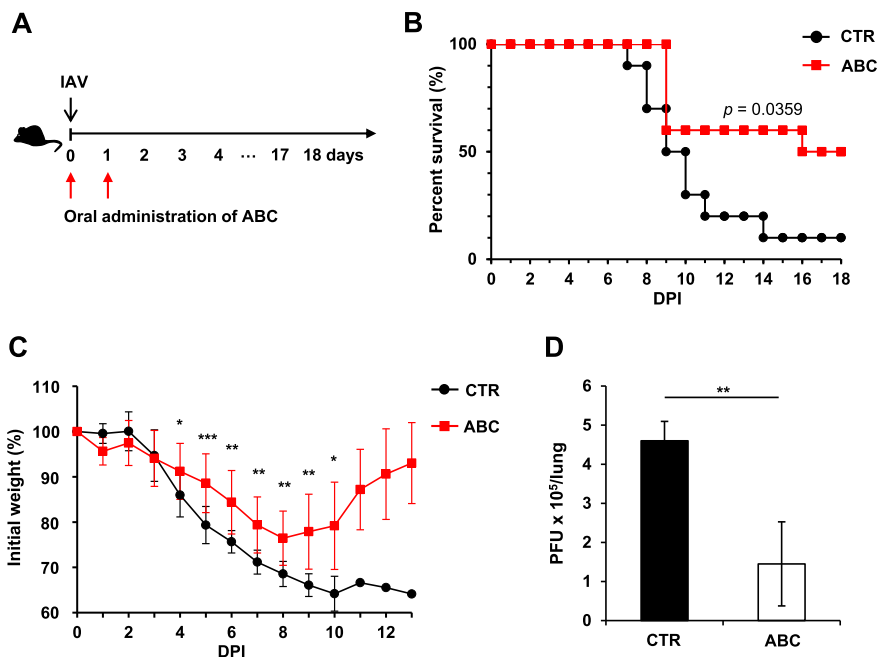 A
IAV
0 1 2 3 4 ... 17 18 days
Oral administration of ABC
B
CTR
ABC
Percent survival (%)
100
50
0
p = 0.0359
0 2 4 6 8 10 12 14 16 18
DPI
C
CTR
ABC
Initial weight (%)
110
100
90
80
70
60
* *** ** ** ** ** *
0 2 4 6 8 10 12
DPI
D
PFU x 10⁵/lung
6
5
4
3
2
1
0
**
CTR ABC